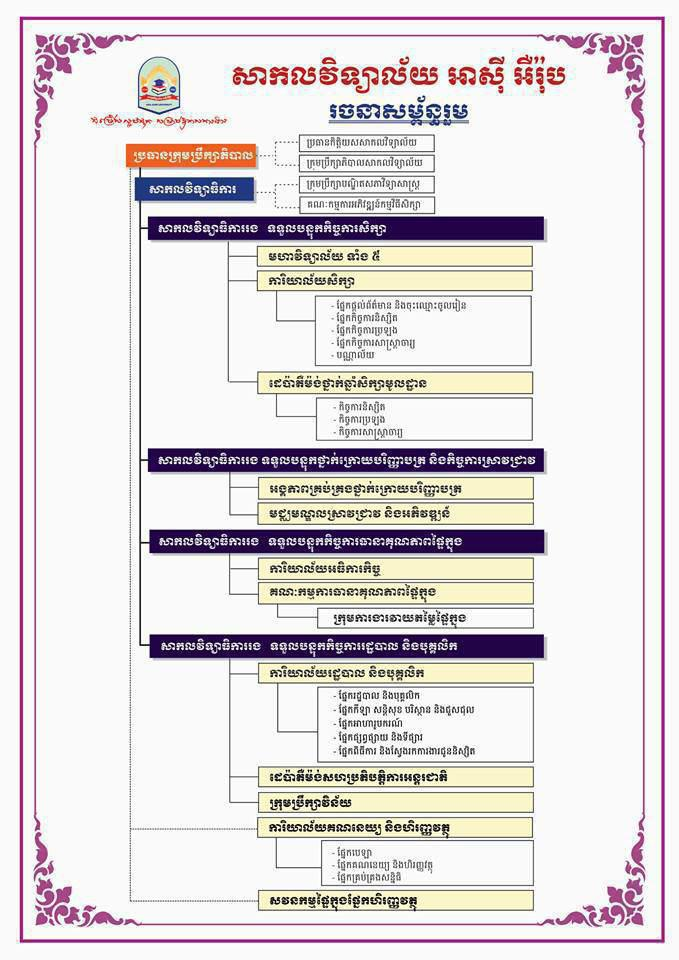 សាកលវិទ្យាល័យ អាស៊ី អឺរ៉ុប
រចនាសម្ព័ន្ធរួម
ប្រធានក្រុមប្រឹក្សាភិបាល
ប្រធានកិត្តិយសសាកលវិទ្យាល័យ
ក្រុមប្រឹក្សាភិបាលសាកលវិទ្យាល័យ
សាកលវិទ្យាធិការ
ក្រុមប្រឹក្សាបណ្ឌិតសភាវិទ្យាសាស្ត្រ
គណៈកម្មការអភិវឌ្ឍន៍កម្មវិធីសិក្សា
សាកលវិទ្យាធិការរង ទទួលបន្ទុកកិច្ចការសិក្សា
មហាវិទ្យាល័យ ទាំង ៥
ការិយាល័យសិក្សា
- ផ្នែកផ្តល់ព័ត៌មាន និងចុះឈ្មោះចូលរៀន
- ផ្នែកកិច្ចការនិស្សិត
- ផ្នែកកិច្ចការប្រឡង
- ផ្នែកកិច្ចការសាស្ត្រាចារ្យ
- បណ្ណាល័យ
ដេប៉ាតឺម៉ង់ថ្នាក់ឆ្នាំសិក្សាមូលដ្ឋាន
- កិច្ចការនិស្សិត
- កិច្ចការប្រឡង
- កិច្ចការសាស្ត្រាចារ្យ
សាកលវិទ្យាធិការរង ទទួលបន្ទុកថ្នាក់ក្រោយបរិញ្ញាបត្រ និងកិច្ចការស្រាវជ្រាវ
អង្គភាពគ្រប់គ្រងថ្នាក់ក្រោយបរិញ្ញាបត្រ
មជ្ឈមណ្ឌលស្រាវជ្រាវ និងអភិវឌ្ឍន៍
សាកលវិទ្យាធិការរង ទទួលបន្ទុកកិច្ចការធានាគុណភាពផ្ទៃក្នុង
ការិយាល័យអធិការកិច្ច
គណៈកម្មការធានាគុណភាពផ្ទៃក្នុង
ក្រុមការងារវាយតម្លៃផ្ទៃក្នុង
សាកលវិទ្យាធិការរង ទទួលបន្ទុកកិច្ចការរដ្ឋបាល និងបុគ្គលិក
ការិយាល័យរដ្ឋបាល និងបុគ្គលិក
- ផ្នែករដ្ឋបាល និងបុគ្គលិក
- ផ្នែកកីឡា សន្តិសុខ បរិស្ថាន និងជួសជុល
- ផ្នែកអាហារូបករណ៍
- ផ្នែកផ្សព្វផ្សាយ និងទីផ្សារ
- ផ្នែកពិធីការ និងស្វែងរកការងារជូននិស្សិត
ដេប៉ាតឺម៉ង់សហប្រតិបត្តិការអន្តរជាតិ
ក្រុមប្រឹក្សាវិន័យ
ការិយាល័យគណនេយ្យ និងហិរញ្ញវត្ថុ
- ផ្នែកបេឡា
- ផ្នែកគណនេយ្យ និងហិរញ្ញវត្ថុ
- ផ្នែកគ្រប់គ្រងសន្និធិ
សវនកម្មផ្ទៃក្នុងផ្នែកហិរញ្ញវត្ថុ